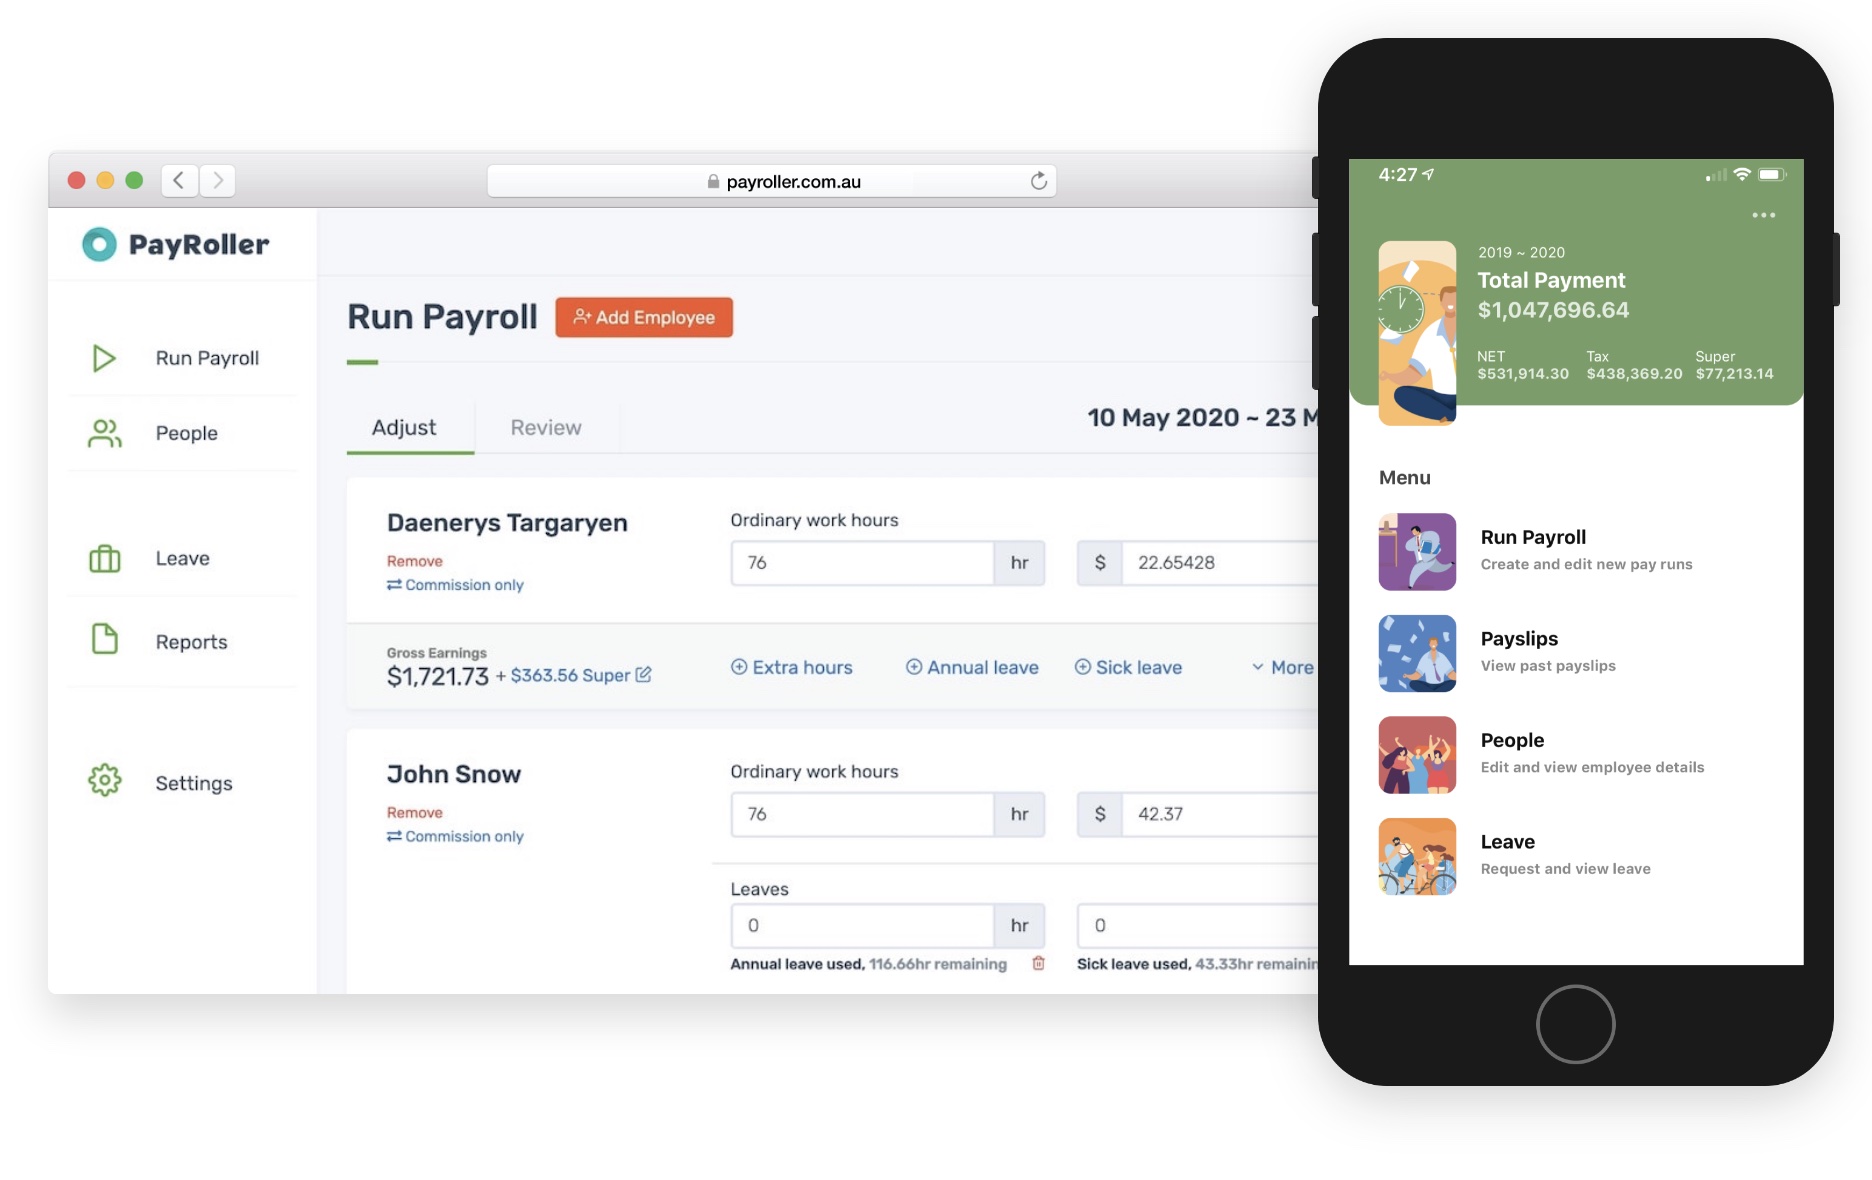 payroller.com.au
PayRoller
Run Payroll
People
Leave
Reports
Settings
Run Payroll
Add Employee
Adjust
Review
10 May 2020 ~ 23 M
Daenerys Targaryen
Remove
Commission only
Ordinary work hours
76 hr
$ 22.65428
Gross Earnings
$1,721.73 + $363.56 Super
Extra hours
Annual leave
Sick leave
More
John Snow
Remove
Commission only
Ordinary work hours
76 hr
$ 42.37
Leaves
0 hr
0
Annual leave used, 116.66hr remaining
Sick leave used, 43.33hr remainin
4:27
2019 ~ 2020
Total Payment
$1,047,696.64
NET Tax Super
$531,914.30 $438,369.20 $77,213.14
Menu
Run Payroll
Create and edit new pay runs
Payslips
View past payslips
People
Edit and view employee details
Leave
Request and view leave